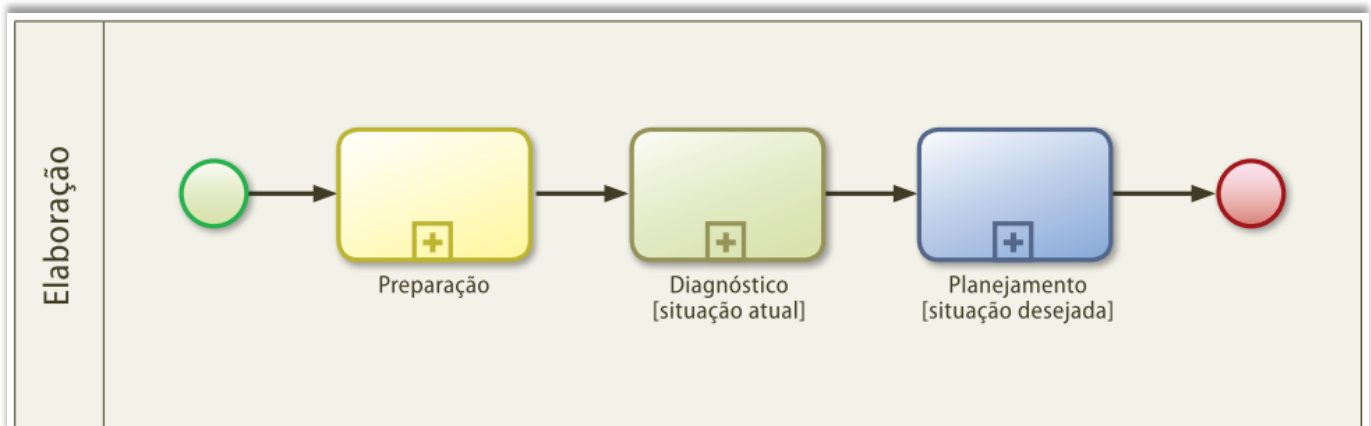 Elaboração
Preparação
Diagnóstico
[situação atual]
Planejamento
[situação desejada]